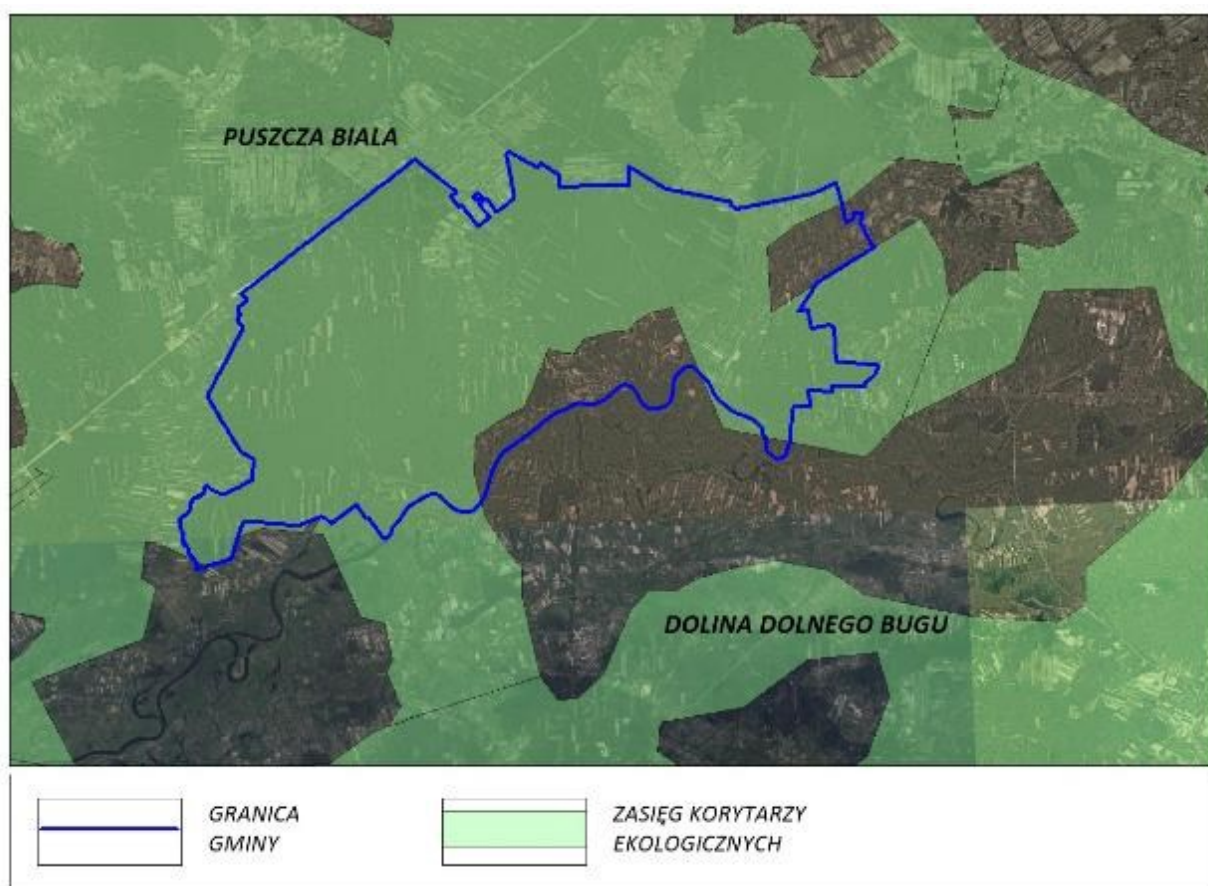 PUSZCZA BIALA
DOLINA DOLNEGO BUGU
GRANICA
GMINY
ZASIĘG KORYTARZY
EKOLOGICZNYCH